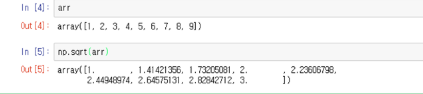 In [4]: arr
Out [4]: array([1, 2, 3, 4, 5, 6, 7, 8, 9])
In [5]: np.sqrt(arr)
Out [5]: array([1.        , 1.41421356, 1.73205081, 2.        , 2.23606798,
2.44948974, 2.64575131, 2.82842712, 3.        ])